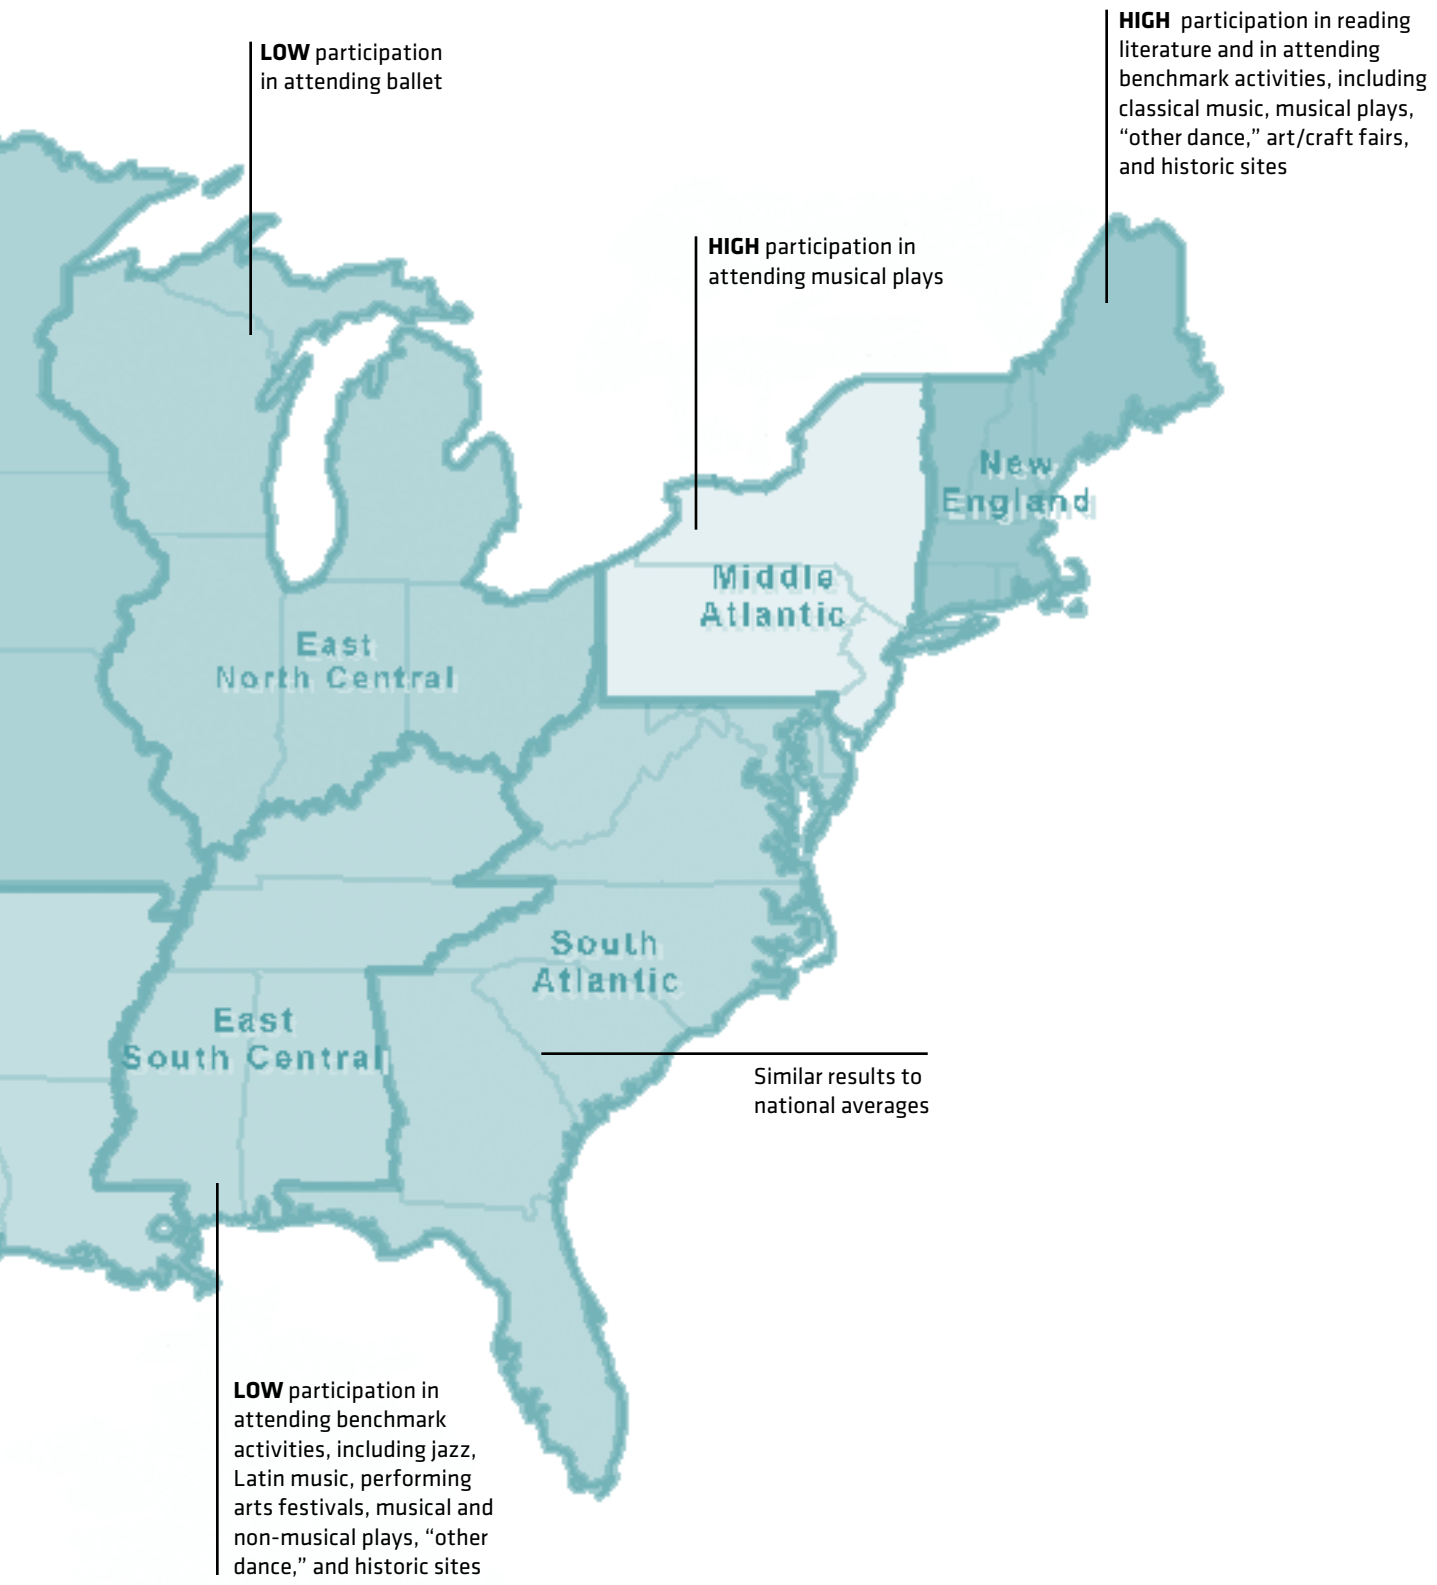 LOW participation
in attending ballet
HIGH participation in reading
literature and in attending
benchmark activities, including
classical music, musical plays,
“other dance,” art/craft fairs,
and historic sites
HIGH participation in
attending musical plays
New
England
Middle
Atlantic
East
North Central
South
Atlantic
East
South Central
Similar results to
national averages
LOW participation in
attending benchmark
activities, including jazz,
Latin music, performing
arts festivals, musical and
non-musical plays, “other
dance,” and historic sites